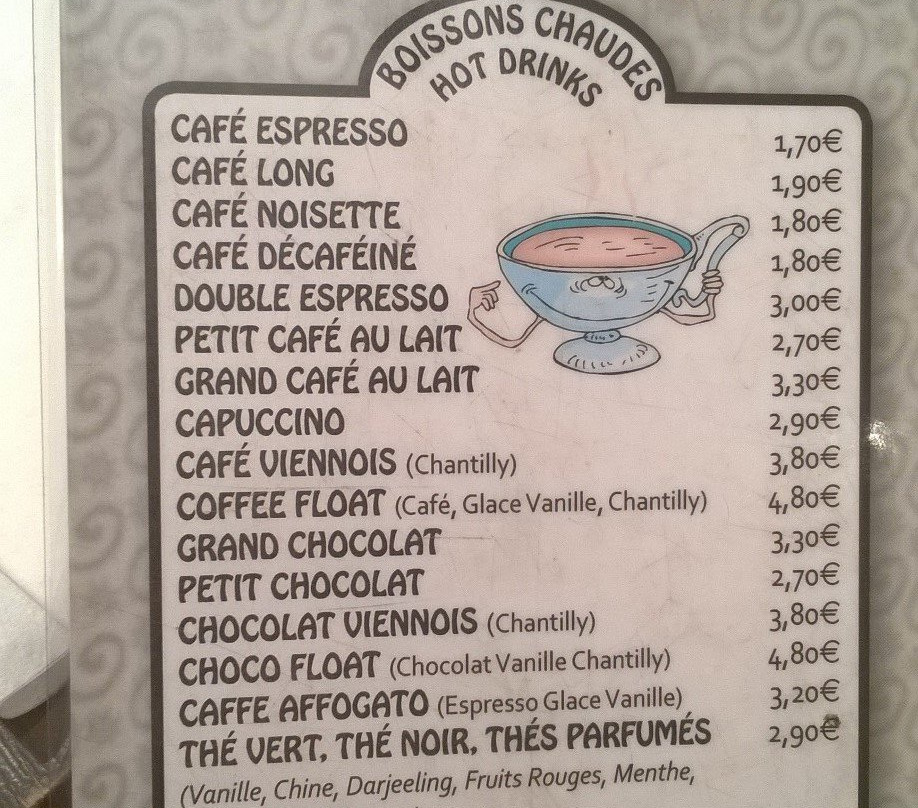 BOISSONS CHAUDES
HOT DRINKS
CAFÉ ESPRESSO 1,70€
CAFÉ LONG 1,90€
CAFÉ NOISETTE 1,80€
CAFÉ DÉCAFÉINÉ 1,80€
DOUBLE ESPRESSO 3,00€
PETIT CAFÉ AU LAIT 2,70€
GRAND CAFÉ AU LAIT 3,30€
CAPUCCINO 2,90€
CAFÉ VIENNOIS (Chantilly) 3,80€
COFFEE FLOAT (Café, Glace Vanille, Chantilly) 4,80€
GRAND CHOCOLAT 3,30€
PETIT CHOCOLAT 2,70€
CHOCOLAT VIENNOIS (Chantilly) 3,80€
CHOCO FLOAT (Chocolat Vanille Chantilly) 4,80€
CAFFE AFFOGATO (Espresso Glace Vanille) 3,20€
THÉ VERT, THÉ NOIR, THÉS PARFUMÉS 2,90€
(Vanille, Chine, Darjeeling, Fruits Rouges, Menthe,